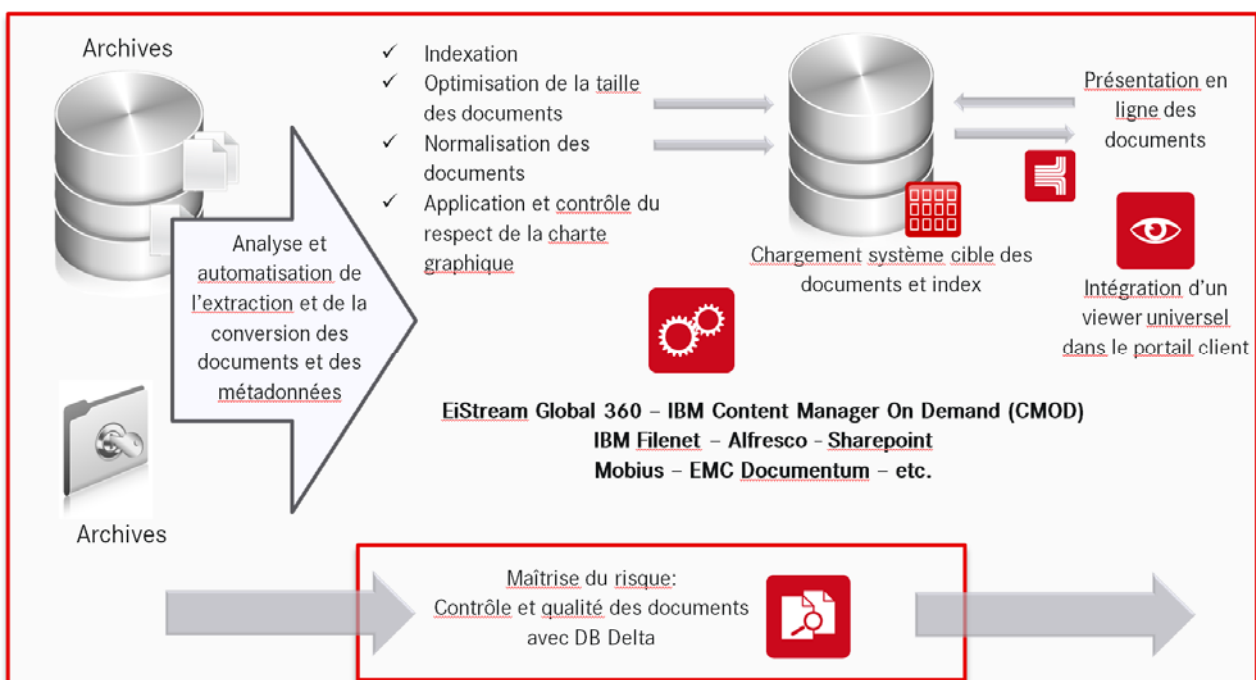 Archives
Analyse et
automatisation de
l'extraction et de la
conversion des
documents et des
métadonnées
Archives
✓ Indexation
✓ Optimisation de la taille
des documents
✓ Normalisation des
documents
✓ Application et contrôle du
respect de la charte
graphique
Chargement système cible des
documents et index
Présentation en
ligne des
documents
Intégration d'un
viewer universel
dans le portail client
EiStream Global 360 – IBM Content Manager On Demand (CMOD)
IBM Filenet – Alfresco - Sharepoint
Mobius – EMC Documentum – etc.
Maîtrise du risque:
Contrôle et qualité des documents
avec DB Delta